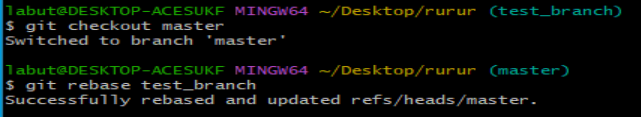 labut@DESKTOP-ACESUKF MINGW64 ~/Desktop/rurur (test_branch)
$ git checkout master
Switched to branch 'master'
labut@DESKTOP-ACESUKF MINGW64 ~/Desktop/rurur (master)
$ git rebase test_branch
Successfully rebased and updated refs/heads/master.